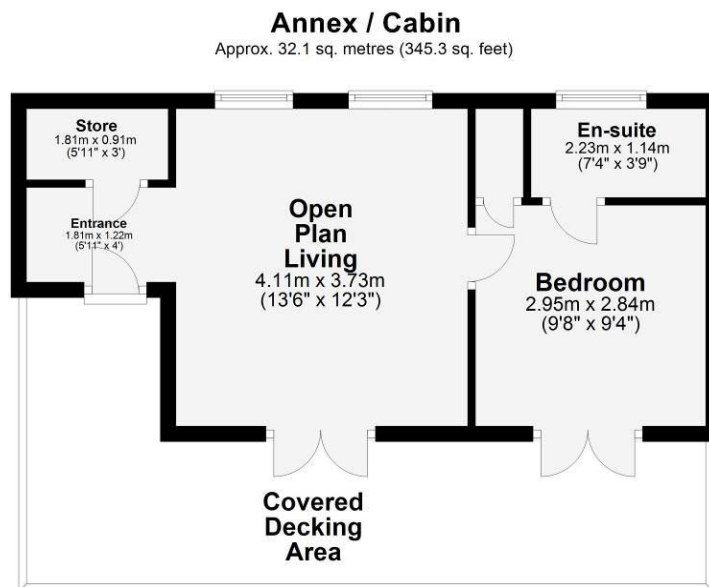 Annex / Cabin
Approx. 32.1 sq. metres (345.3 sq. feet)
Store
1.81m x 0.91m
(5'11" x 3')
En-suite
2.23m x 1.14m
(7'4" x 3'9")
Entrance
1.81m x 1.22m
(5'11" x 4')
Open
Plan
Living
4.11m x 3.73m
(13'6" x 12'3")
Bedroom
2.95m x 2.84m
(9'8" x 9'4")
Covered
Decking
Area